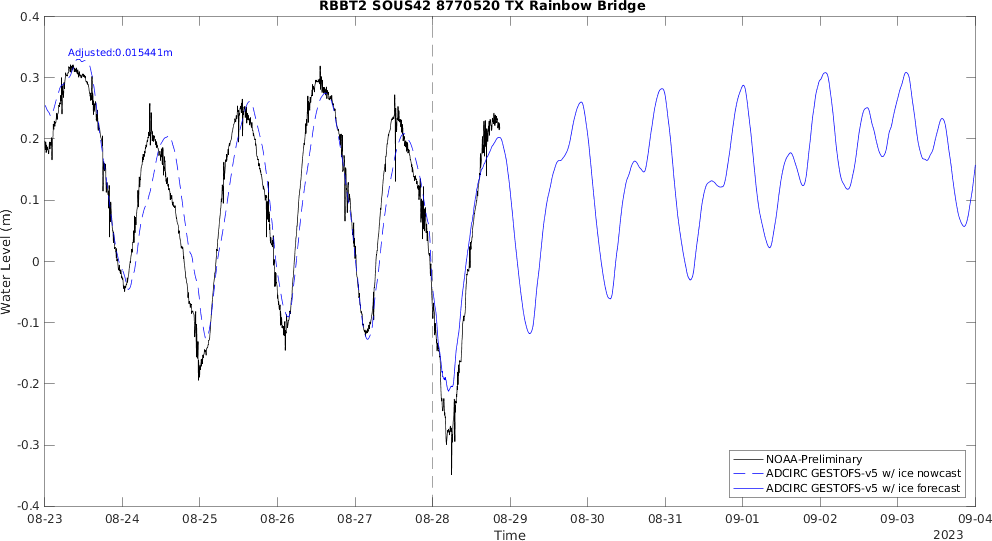 RBBT2 SOUS42 8770520 TX Rainbow Bridge
Adjusted:0.015441m
0.4
0.3
0.2
0.1
0
-0.1
-0.2
-0.3
-0.4
Water Level (m)
NOAA-Preliminary
ADCIRC GESTOFS-v5 w/ ice nowcast
ADCIRC GESTOFS-v5 w/ ice forecast
08-23 08-24 08-25 08-26 08-27 08-28 08-29 08-30 08-31 09-01 09-02 09-03 09-04
Time
2023